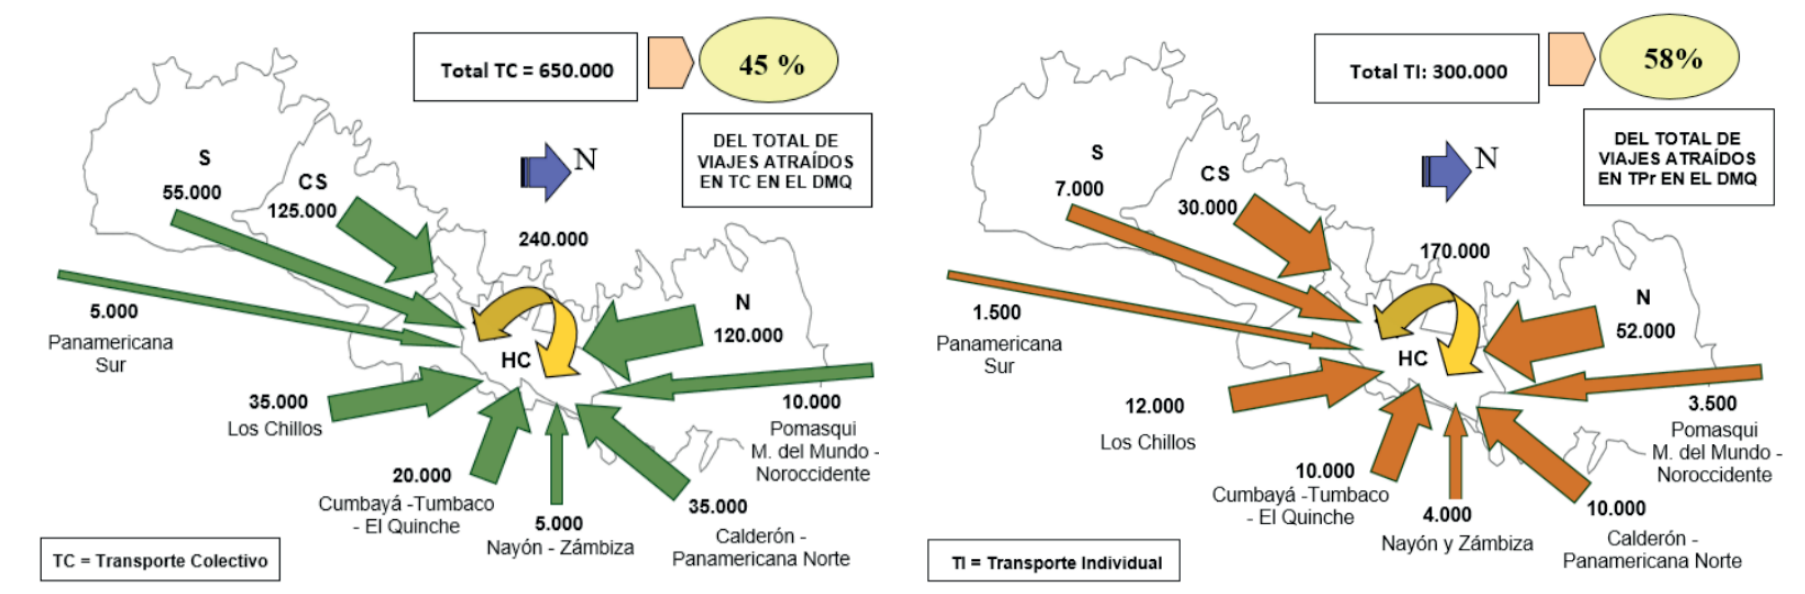 Total TC = 650.000
45 %
DEL TOTAL DE
VIAJES ATRAÍDOS
EN TC EN EL DMQ
N
S
55.000
CS
125.000
240.000
5.000
Panamericana
Sur
N
120.000
HC
35.000
Los Chillos
10.000
Pomasqui
M. del Mundo -
Noroccidente
20.000
Cumbayá -Tumbaco
- El Quinche
5.000
Nayón - Zámbiza
35.000
Calderón -
Panamericana Norte
TC = Transporte Colectivo
Total TI: 300.000
58%
DEL TOTAL DE
VIAJES ATRAÍDOS
EN TPr EN EL DMQ
N
S
7.000
CS
30.000
170.000
1.500
Panamericana
Sur
N
52.000
HC
12.000
Los Chillos
3.500
Pomasqui
M. del Mundo -
Noroccidente
10.000
Cumbayá -Tumbaco
- El Quinche
4.000
Nayón y Zámbiza
10.000
Calderón -
Panamericana Norte
TI = Transporte Individual